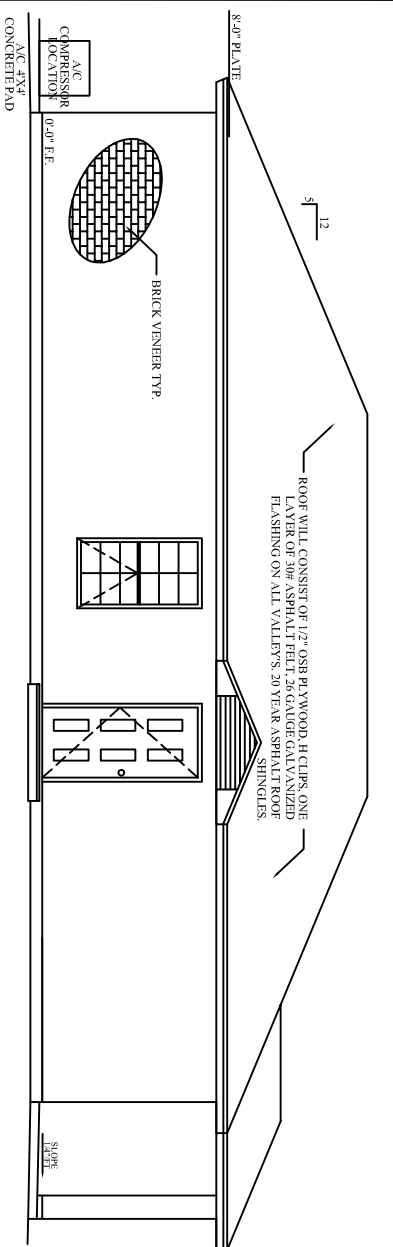 12
5
ROOF WILL CONSIST OF 1/2" OSB PLYWOOD, H CLIPS, ONE
LAYER OF 30# ASPHALT FELT, 26 GAUGE GALVANIZED
FLASHING ON ALL VALLEY'S. 20 YEAR ASPHALT ROOF
SHINGLES.
8'-0" PLATE
BRICK VENEER TYP.
A/C
COMPRESSOR
LOCATION
0'-0" F.F.
A/C 4'X4'
CONCRETE PAD
SLOPE
1/4"/FT